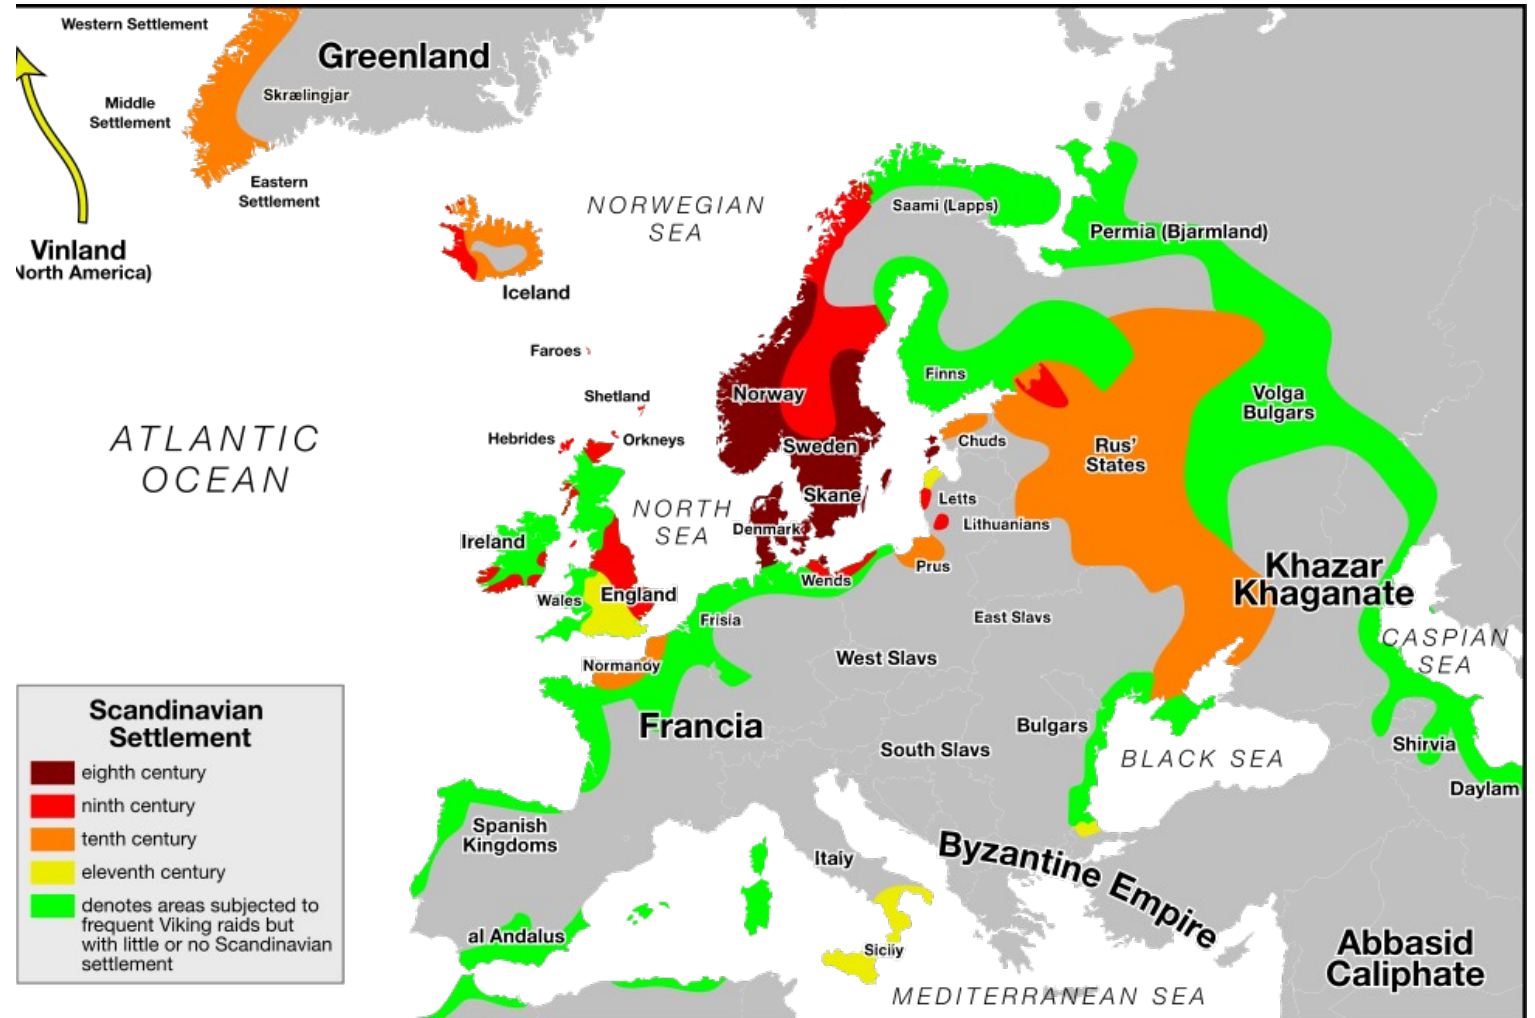 Western Settlement
Greenland
Skrælingjar
Middle
Settlement
Eastern
Settlement
Vinland
North America)
NORWEGIAN
SEA
Iceland
Saami (Lapps)
Permia (Bjarmland)
Faroes
Shetland
Hebrides
Orkneys
ATLANTIC
OCEAN
Norway
Sweden
Skane
Denmark
NORTH
SEA
Finns
Chuds
Letts
Lithuanians
Prus
Wends
Rus'
States
Volga
Bulgars
Khazar
Khaganate
Ireland
Wales
England
Frisia
Normandy
East Slavs
West Slavs
South Slavs
Francia
Bulgars
BLACK SEA
CASPIAN
SEA
Shirvia
Daylam
Spanish
Kingdoms
al Andalus
Italy
Sicily
Byzantine Empire
Abbasid
Caliphate
MEDITERRANEAN SEA
Scandinavian
Settlement
eighth century
ninth century
tenth century
eleventh century
denotes areas subjected to
frequent Viking raids but
with little or no Scandinavian
settlement